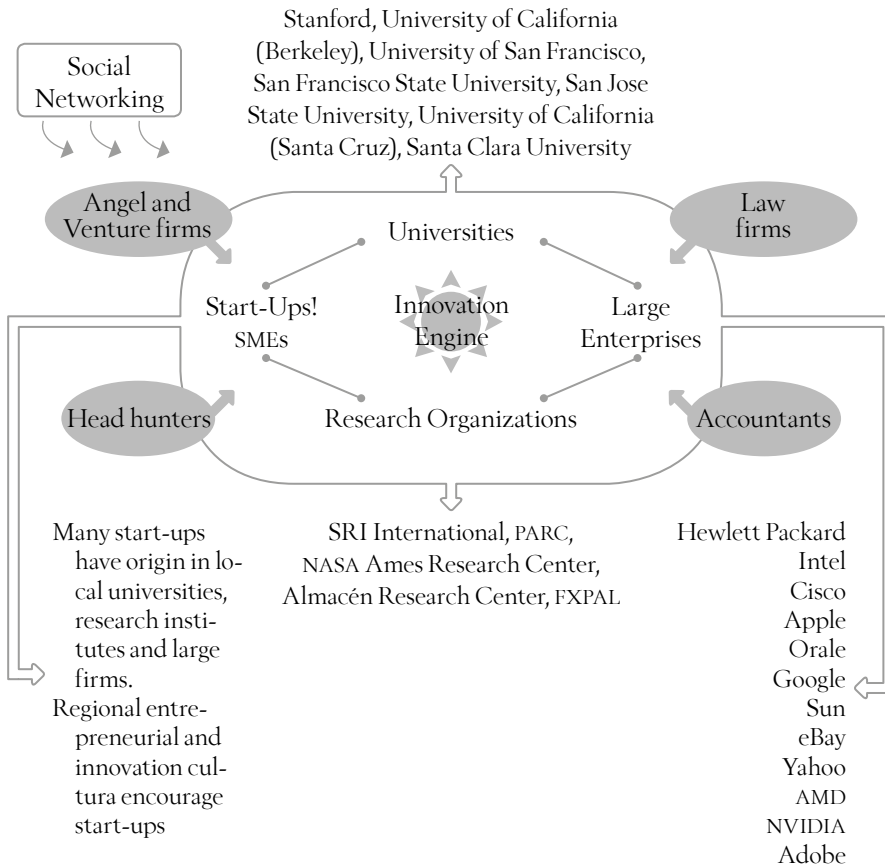 Stanford, University of California
(Berkeley), University of San Francisco,
San Francisco State University, San Jose
State University, University of California
(Santa Cruz), Santa Clara University
Social
Networking
Angel and
Venture firms
Law
firms
Universities
Start-Ups!
SMEs
Innovation
Engine
Large
Enterprises
Head hunters
Research Organizations
Accountants
Many start-ups
have origin in lo-
cal universities,
research insti-
tutes and large
firms.
Regional entre-
preneurial and
innovation cul-
tura encourage
start-ups
SRI International, PARC,
NASA Ames Research Center,
Almacén Research Center, FXPAL
Hewlett Packard
Intel
Cisco
Apple
Orale
Google
Sun
eBay
Yahoo
AMD
NVIDIA
Adobe